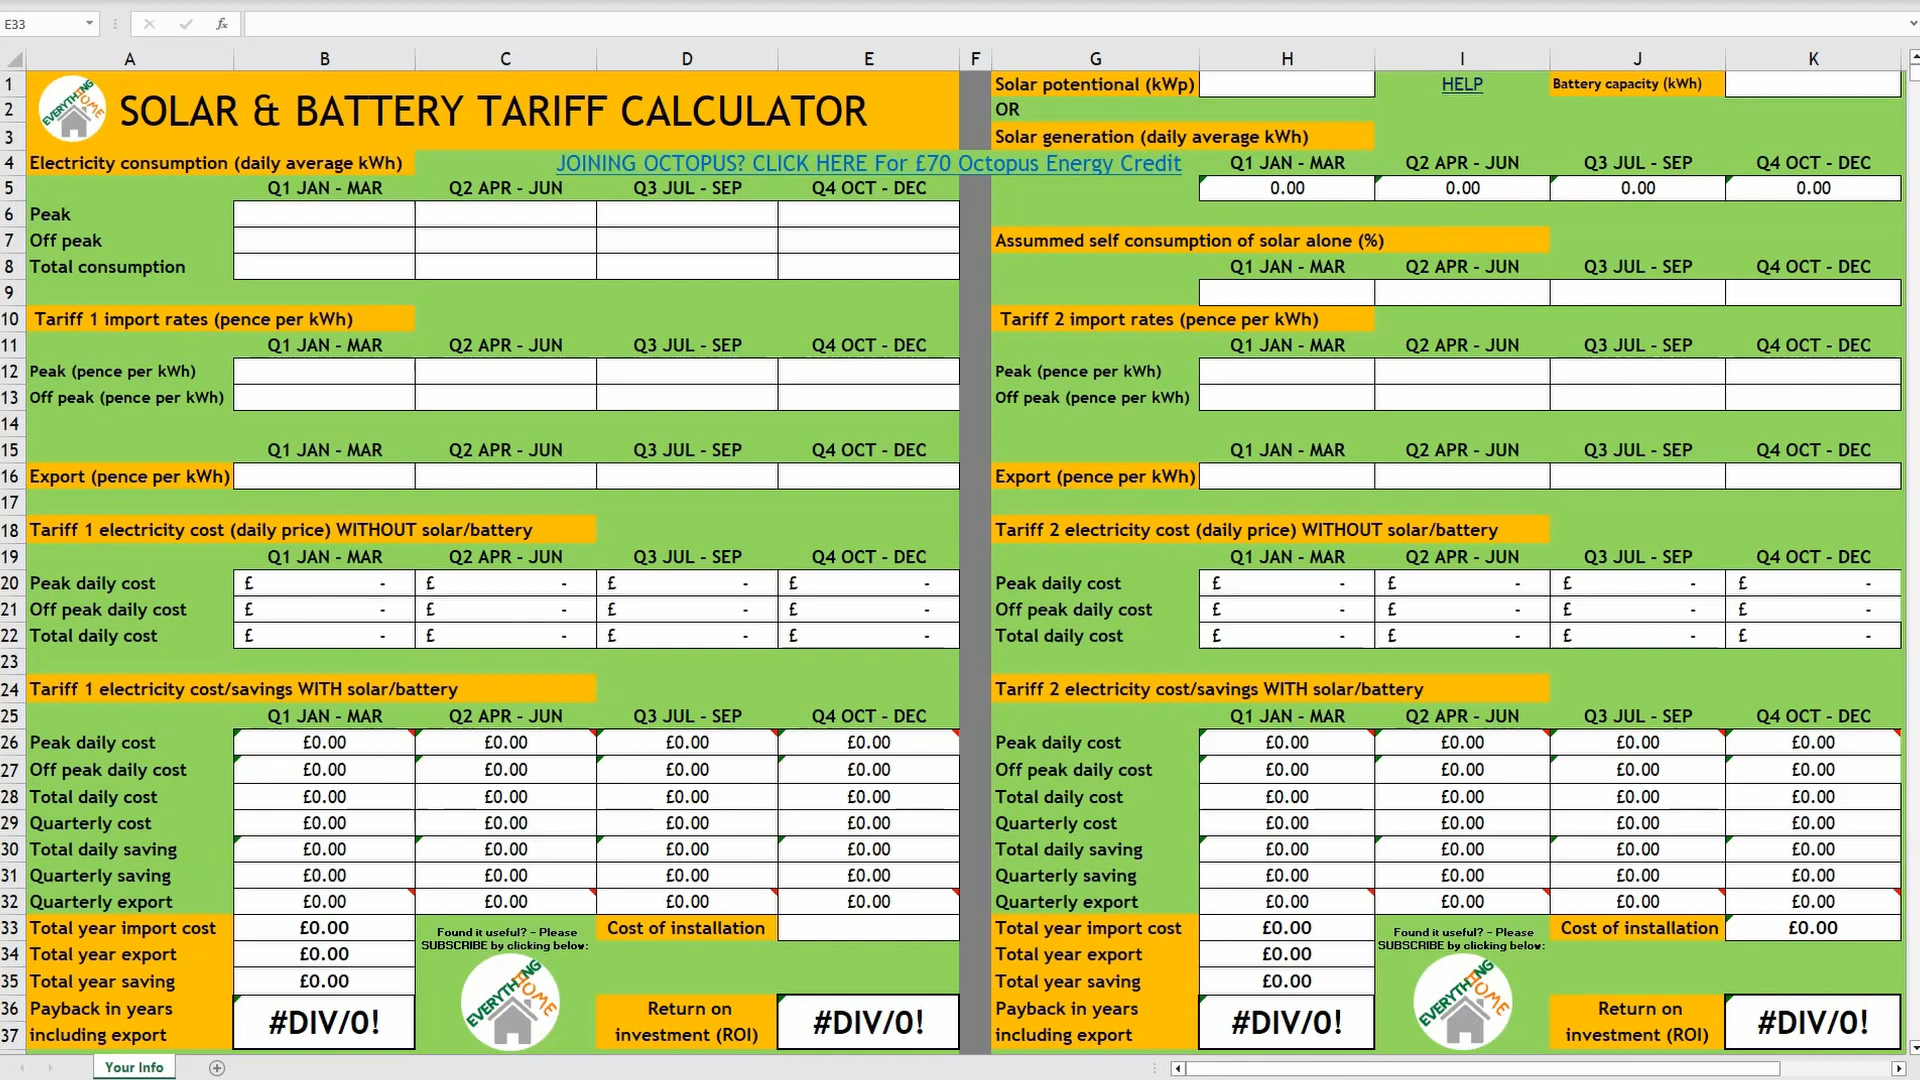 E33
fx
A B C D E F G H I J K
1 EVERYTHING HOME SOLAR & BATTERY TARIFF CALCULATOR Solar potentional (kWp) HELP Battery capacity (kWh)
2 OR
3 Solar generation (daily average kWh)
4 Electricity consumption (daily average kWh) JOINING OCTOPUS? CLICK HERE For £70 Octopus Energy Credit Q1 JAN - MAR Q2 APR - JUN Q3 JUL - SEP Q4 OCT - DEC
5 Q1 JAN - MAR Q2 APR - JUN Q3 JUL - SEP Q4 OCT - DEC 0.00 0.00 0.00 0.00
6 Peak
7 Off peak Assummed self consumption of solar alone (%)
8 Total consumption Q1 JAN - MAR Q2 APR - JUN Q3 JUL - SEP Q4 OCT - DEC
9
10 Tariff 1 import rates (pence per kWh) Tariff 2 import rates (pence per kWh)
11 Q1 JAN - MAR Q2 APR - JUN Q3 JUL - SEP Q4 OCT - DEC Q1 JAN - MAR Q2 APR - JUN Q3 JUL - SEP Q4 OCT - DEC
12 Peak (pence per kWh) Peak (pence per kWh)
13 Off peak (pence per kWh) Off peak (pence per kWh)
14
15 Q1 JAN - MAR Q2 APR - JUN Q3 JUL - SEP Q4 OCT - DEC Q1 JAN - MAR Q2 APR - JUN Q3 JUL - SEP Q4 OCT - DEC
16 Export (pence per kWh) Export (pence per kWh)
17
18 Tariff 1 electricity cost (daily price) WITHOUT solar/battery Tariff 2 electricity cost (daily price) WITHOUT solar/battery
19 Q1 JAN - MAR Q2 APR - JUN Q3 JUL - SEP Q4 OCT - DEC Q1 JAN - MAR Q2 APR - JUN Q3 JUL - SEP Q4 OCT - DEC
20 Peak daily cost £ - £ - £ - £ - Peak daily cost £ - £ - £ - £ -
21 Off peak daily cost £ - £ - £ - £ - Off peak daily cost £ - £ - £ - £ -
22 Total daily cost £ - £ - £ - £ - Total daily cost £ - £ - £ - £ -
23
24 Tariff 1 electricity cost/savings WITH solar/battery Tariff 2 electricity cost/savings WITH solar/battery
25 Q1 JAN - MAR Q2 APR - JUN Q3 JUL - SEP Q4 OCT - DEC Q1 JAN - MAR Q2 APR - JUN Q3 JUL - SEP Q4 OCT - DEC
26 Peak daily cost £0.00 £0.00 £0.00 £0.00 Peak daily cost £0.00 £0.00 £0.00 £0.00
27 Off peak daily cost £0.00 £0.00 £0.00 £0.00 Off peak daily cost £0.00 £0.00 £0.00 £0.00
28 Total daily cost £0.00 £0.00 £0.00 £0.00 Total daily cost £0.00 £0.00 £0.00 £0.00
29 Quarterly cost £0.00 £0.00 £0.00 £0.00 Quarterly cost £0.00 £0.00 £0.00 £0.00
30 Total daily saving £0.00 £0.00 £0.00 £0.00 Total daily saving £0.00 £0.00 £0.00 £0.00
31 Quarterly saving £0.00 £0.00 £0.00 £0.00 Quarterly saving £0.00 £0.00 £0.00 £0.00
32 Quarterly export £0.00 £0.00 £0.00 £0.00 Quarterly export £0.00 £0.00 £0.00 £0.00
33 Total year import cost £0.00 Found it useful? - Please Cost of installation Total year import cost £0.00 Found it useful? - Please Cost of installation £0.00
SUBSCRIBE by clicking below: SUBSCRIBE by clicking below:
34 Total year export £0.00 Total year export £0.00
35 Total year saving £0.00 EVERYTHING HOME Total year saving £0.00 EVERYTHING HOME
36 Payback in years Return on Payback in years Return on
#DIV/0! #DIV/0! #DIV/0! #DIV/0!
37 including export investment (ROI) including export investment (ROI)
Your Info